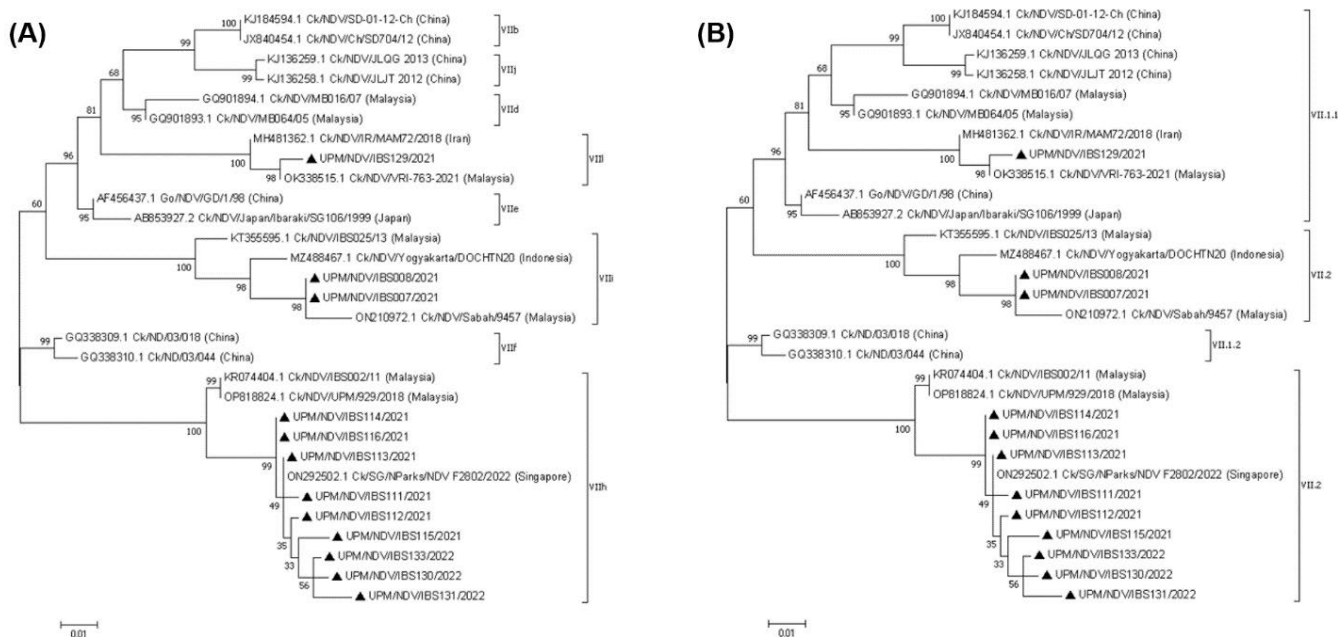 (A)
100
KJ184594.1 Ck/NDV/SD-01-12-Ch (China)
JX840454.1 Ck/NDV/Ch/SD704/12 (China)
VIIb
99
KJ136259.1 Ck/NDV/JLQG 2013 (China)
99
KJ136258.1 Ck/NDV/JLJT 2012 (China)
VIIj
68
GQ901894.1 Ck/NDV/MB016/07 (Malaysia)
95
GQ901893.1 Ck/NDV/MB064/05 (Malaysia)
VIId
81
MH481362.1 Ck/NDV/IR/MAM72/2018 (Iran)
100
UPM/NDV/IBS129/2021
98
OK338515.1 Ck/NDV/VRI-763-2021 (Malaysia)
VIIl
96
AF456437.1 Go/NDV/GD/1/98 (China)
95
AB853927.2 Ck/NDV/Japan/Ibaraki/SG106/1999 (Japan)
VIIe
60
KT355595.1 Ck/NDV/IBS025/13 (Malaysia)
100
MZ488467.1 Ck/NDV/Yogyakarta/DOCHTN20 (Indonesia)
98
UPM/NDV/IBS008/2021
UPM/NDV/IBS007/2021
98
ON210972.1 Ck/NDV/Sabah/9457 (Malaysia)
VIIi
99
GQ338309.1 Ck/ND/03/018 (China)
GQ338310.1 Ck/ND/03/044 (China)
VIIf
99
KR074404.1 Ck/NDV/IBS002/11 (Malaysia)
OP818824.1 Ck/NDV/UPM/929/2018 (Malaysia)
100
UPM/NDV/IBS114/2021
UPM/NDV/IBS116/2021
99
UPM/NDV/IBS113/2021
ON292502.1 Ck/SG/NParks/NDV F2802/2022 (Singapore)
49
UPM/NDV/IBS111/2021
UPM/NDV/IBS112/2021
35
UPM/NDV/IBS115/2021
33
UPM/NDV/IBS133/2022
UPM/NDV/IBS130/2022
56
UPM/NDV/IBS131/2022
VIIh
0.01
(B)
100
KJ184594.1 Ck/NDV/SD-01-12-Ch (China)
JX840454.1 Ck/NDV/Ch/SD704/12 (China)
99
KJ136259.1 Ck/NDV/JLQG 2013 (China)
99
KJ136258.1 Ck/NDV/JLJT 2012 (China)
68
GQ901894.1 Ck/NDV/MB016/07 (Malaysia)
95
GQ901893.1 Ck/NDV/MB064/05 (Malaysia)
81
MH481362.1 Ck/NDV/IR/MAM72/2018 (Iran)
100
UPM/NDV/IBS129/2021
98
OK338515.1 Ck/NDV/VRI-763-2021 (Malaysia)
96
AF456437.1 Go/NDV/GD/1/98 (China)
95
AB853927.2 Ck/NDV/Japan/Ibaraki/SG106/1999 (Japan)
VII.1.1
60
KT355595.1 Ck/NDV/IBS025/13 (Malaysia)
100
MZ488467.1 Ck/NDV/Yogyakarta/DOCHTN20 (Indonesia)
98
UPM/NDV/IBS008/2021
UPM/NDV/IBS007/2021
98
ON210972.1 Ck/NDV/Sabah/9457 (Malaysia)
VII.2
99
GQ338309.1 Ck/ND/03/018 (China)
GQ338310.1 Ck/ND/03/044 (China)
VII.1.2
99
KR074404.1 Ck/NDV/IBS002/11 (Malaysia)
OP818824.1 Ck/NDV/UPM/929/2018 (Malaysia)
100
UPM/NDV/IBS114/2021
UPM/NDV/IBS116/2021
99
UPM/NDV/IBS113/2021
ON292502.1 Ck/SG/NParks/NDV F2802/2022 (Singapore)
49
UPM/NDV/IBS111/2021
UPM/NDV/IBS112/2021
35
UPM/NDV/IBS115/2021
33
UPM/NDV/IBS133/2022
UPM/NDV/IBS130/2022
56
UPM/NDV/IBS131/2022
VII.2
0.01